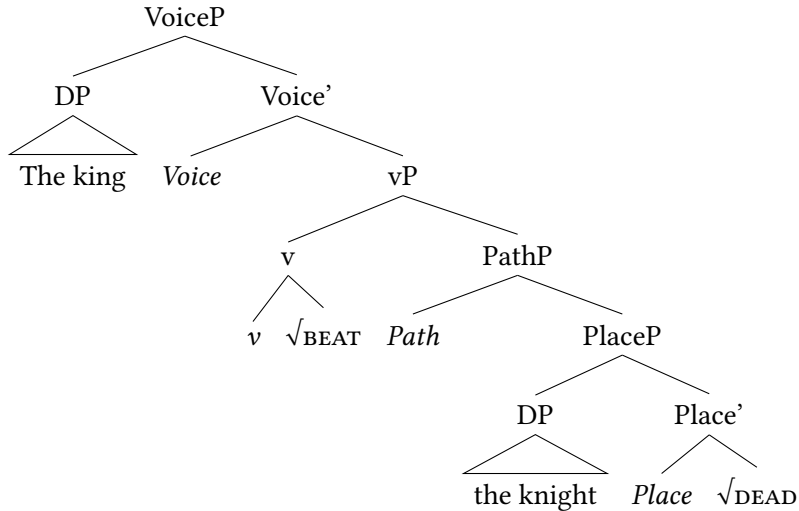 VoiceP
DP Voice’
The king Voice vP
v PathP
v √BEAT Path PlaceP
DP Place’
the knight Place √DEAD